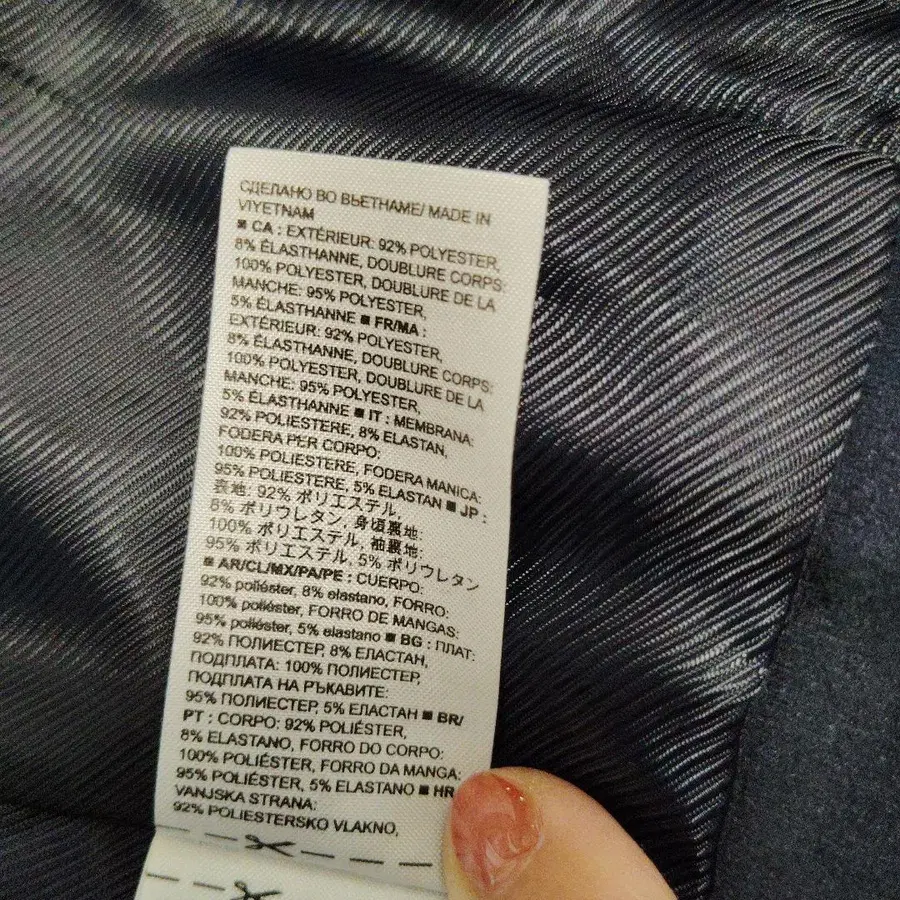 СДЕЛАНО ВО ВЬЕТНАМЕ/ MADE IN
VIYETNAM
■ CA : EXTÉRIEUR: 92% POLYESTER,
8% ÉLASTHANNE, DOUBLURE CORPS:
100% POLYESTER, DOUBLURE DE LA
MANCHE: 95% POLYESTER,
5% ÉLASTHANNE ■ FR/MA :
EXTÉRIEUR: 92% POLYESTER,
8% ÉLASTHANNE, DOUBLURE CORPS:
100% POLYESTER, DOUBLURE DE LA
MANCHE: 95% POLYESTER,
5% ÉLASTHANNE ■ IT : MEMBRANA:
92% POLIESTERE, 8% ELASTAN,
FODERA PER CORPO:
100% POLIESTERE, FODERA MANICA:
95% POLIESTERE, 5% ELASTAN ■ JP :
表地: 92% ポリエステル,
8% ポリウレタン, 身頃裏地:
100% ポリエステル, 袖裏地:
95% ポリエステル, 5% ポリウレタン
■ AR/CL/MX/PA/PE : CUERPO:
92% poliéster, 8% elastano, FORRO:
100% poliéster, FORRO DE MANGAS:
95% poliéster, 5% elastano ■ BG : ПЛАТ:
92% ПОЛИЕСТЕР, 8% ЕЛАСТАН,
ПОДПЛАТА: 100% ПОЛИЕСТЕР,
ПОДПЛАТА НА РЪКАВИТЕ:
95% ПОЛИЕСТЕР, 5% ЕЛАСТАН ■ BR/
PT : CORPO: 92% POLIÉSTER,
8% ELASTANO, FORRO DO CORPO:
100% POLIÉSTER, FORRO DA MANGA:
95% POLIÉSTER, 5% ELASTANO ■ HR
VANJSKA STRANA:
92% POLIESTERSKO VLAKNO,